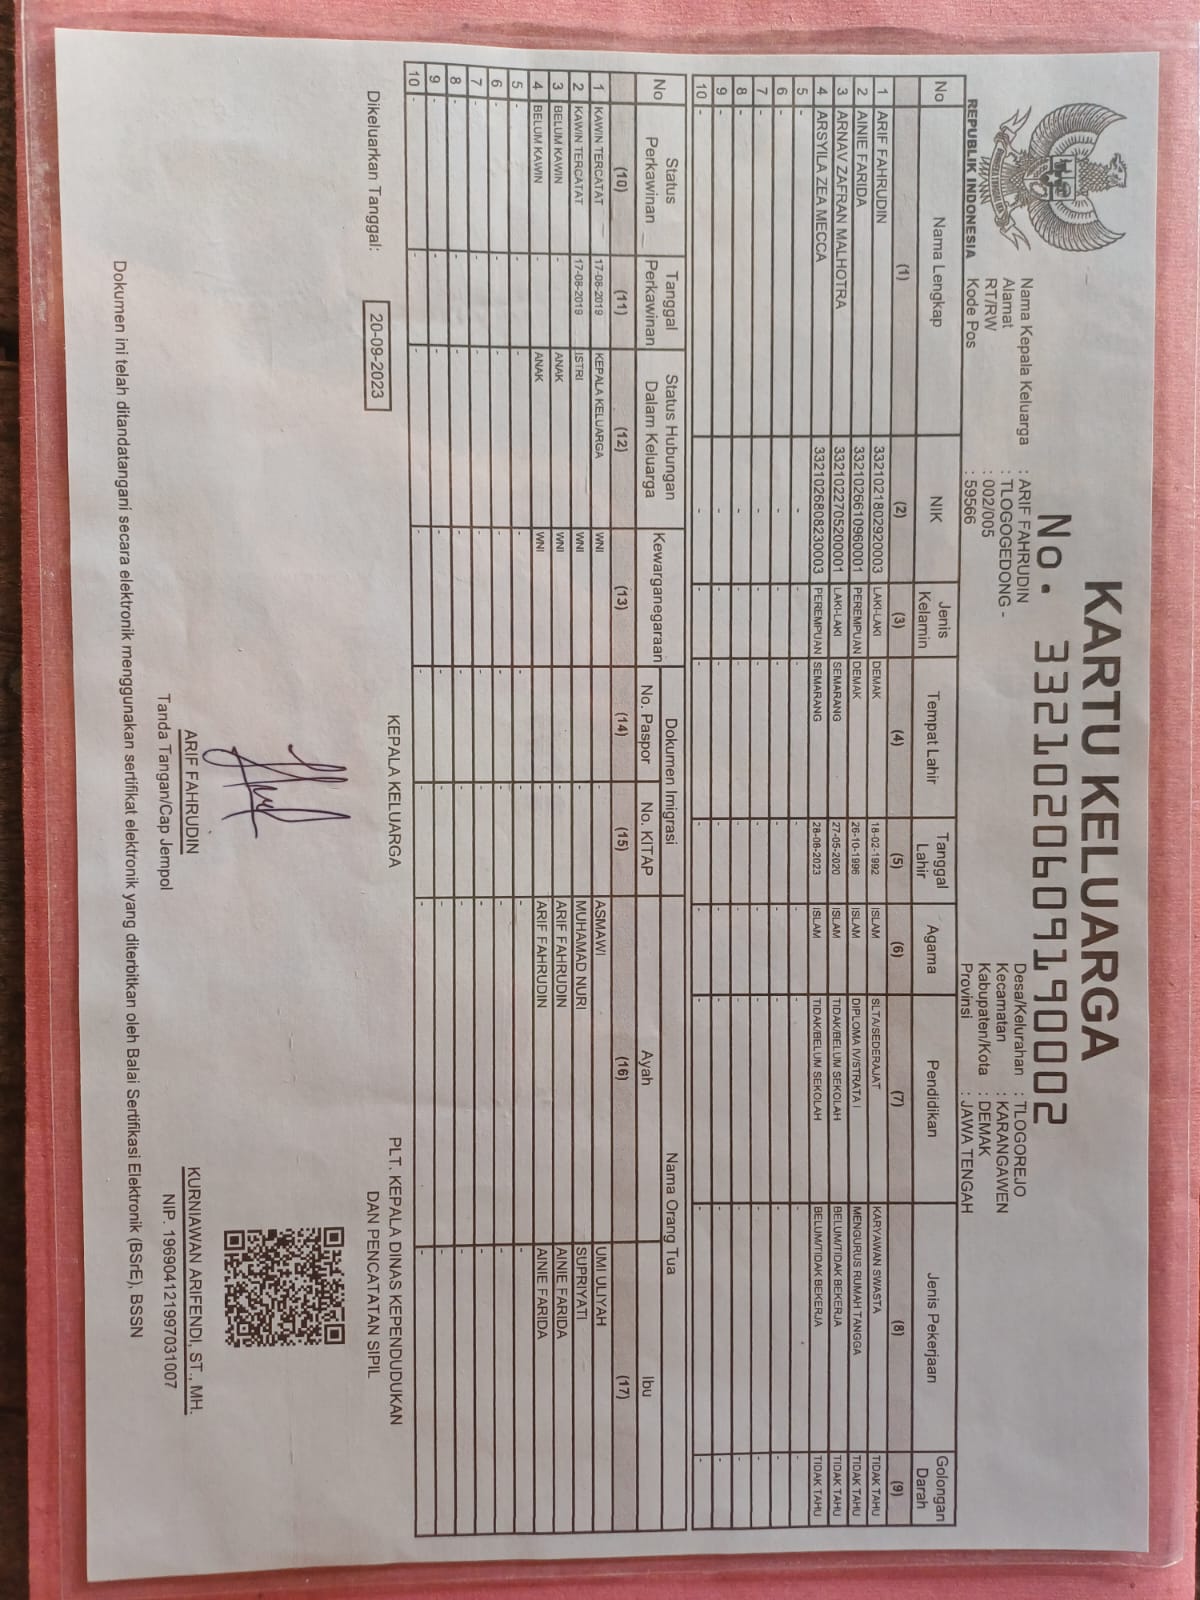 KARTU KELUARGA
No. 3321020609190002
REPUBLIK INDONESIA
Nama Kepala Keluarga : ARIF FAHRUDIN
Alamat : TLOGOGEDONG -
RT/RW : 002/005
Kode Pos : 59566
Desa/Kelurahan : TLOGOREJO
Kecamatan : KARANGAWEN
Kabupaten/Kota : DEMAK
Provinsi : JAWA TENGAH
No Nama Lengkap NIK Jenis Kelamin Tempat Lahir Tanggal Lahir Agama Pendidikan Jenis Pekerjaan Golongan Darah
(1) (2) (3) (4) (5) (6) (7) (8) (9)
1 ARIF FAHRUDIN 3321021802920003 LAKI-LAKI DEMAK 18-02-1992 ISLAM SLTA/SEDERAJAT KARYAWAN SWASTA TIDAK TAHU
2 AINIE FARIDA 3321026610960001 PEREMPUAN DEMAK 26-10-1996 ISLAM DIPLOMA IV/STRATA I MENGURUS RUMAH TANGGA TIDAK TAHU
3 ARNAV ZAFRAN MALHOTRA 3321022705200001 LAKI-LAKI SEMARANG 27-05-2020 ISLAM TIDAK/BELUM SEKOLAH BELUM/TIDAK BEKERJA TIDAK TAHU
4 ARSYILA ZEA MECCA 3321026808230003 PEREMPUAN SEMARANG 28-08-2023 ISLAM TIDAK/BELUM SEKOLAH BELUM/TIDAK BEKERJA TIDAK TAHU
5 - - - - - - - - -
6 - - - - - - - - -
7 - - - - - - - - -
8 - - - - - - - - -
9 - - - - - - - - -
10 - - - - - - - - -
No Status Perkawinan Tanggal Perkawinan Status Hubungan Dalam Keluarga Kewarganegaraan Dokumen Imigrasi Nama Orang Tua
No. Paspor No. KITAP Ayah Ibu
(10) (11) (12) (13) (14) (15) (16) (17)
1 KAWIN TERCATAT 17-08-2019 KEPALA KELUARGA WNI - - ASMAWI UMI ULIYAH
2 KAWIN TERCATAT 17-08-2019 ISTRI WNI - - MUHAMAD NURI SUPRIYATI
3 BELUM KAWIN - ANAK WNI - - ARIF FAHRUDIN AINIE FARIDA
4 BELUM KAWIN - ANAK WNI - - ARIF FAHRUDIN AINIE FARIDA
5 - - - - - - - -
6 - - - - - - - -
7 - - - - - - - -
8 - - - - - - - -
9 - - - - - - - -
10 - - - - - - - -
Dikeluarkan Tanggal: 20-09-2023
KEPALA KELUARGA
ARIF FAHRUDIN
Tanda Tangan/Cap Jempol
PLT. KEPALA DINAS KEPENDUDUKAN
DAN PENCATATAN SIPIL
KURNIAWAN ARIFENDI, ST., MH.
NIP. 196904121997031007
Dokumen ini telah ditandatangani secara elektronik menggunakan sertifikat elektronik yang diterbitkan oleh Balai Sertifikasi Elektronik (BSrE), BSSN